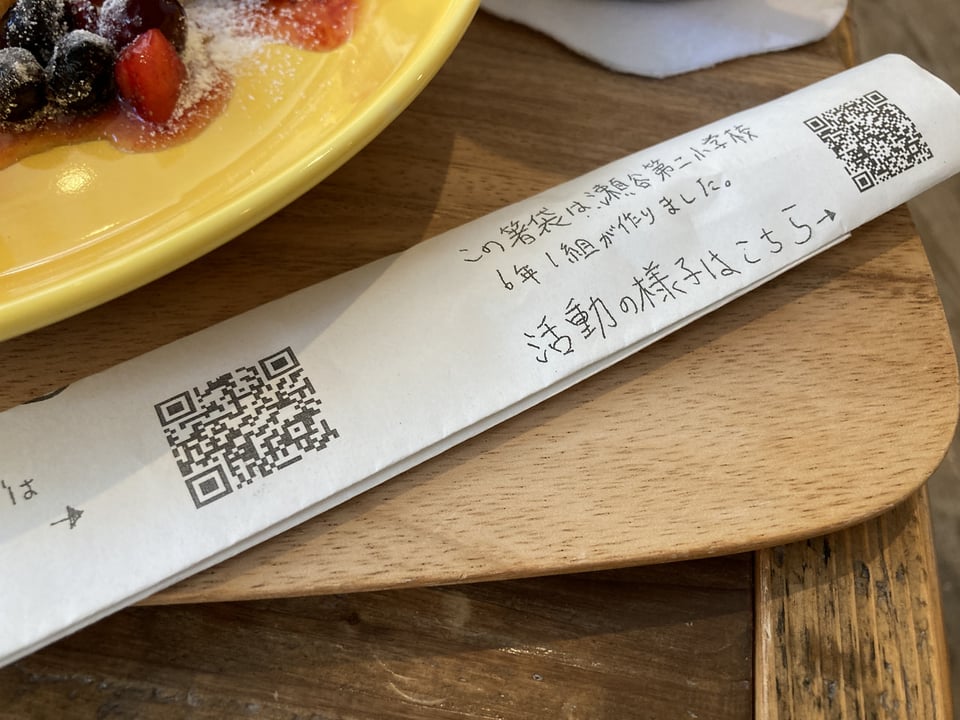 この箸袋は瀬谷第二小学校
6年1組が作りました。
活動の様子はこちら→
は
→